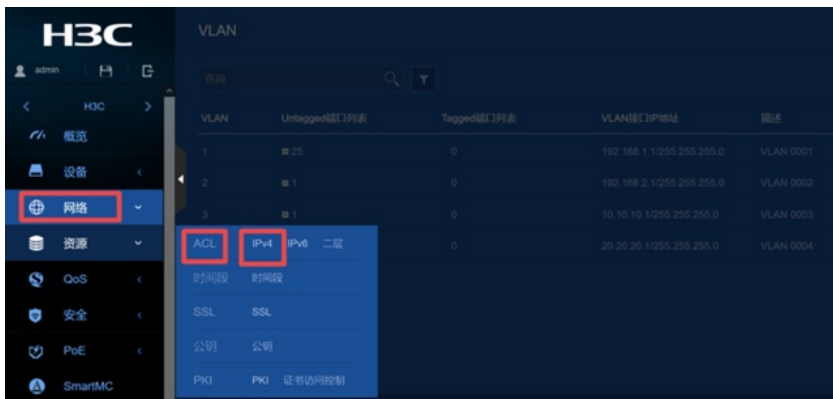 H3C
admin
< H3C >
概览
设备
网络
资源
QoS
安全
PoE
SmartMC
VLAN
查询
VLAN Untagged端口列表 Tagged端口列表 VLAN接口IP地址 描述
1 25 0 192.168.1.1/255.255.255.0 VLAN 0001
2 1 0 192.168.2.1/255.255.255.0 VLAN 0002
3 1 10.10.10.1/255.255.255.0 VLAN 0003
0 20.20.20.1/255.255.255.0 VLAN 0004
ACL IPv4 IPv6 二层
时间段 时间段
SSL SSL
公钥 公钥
PKI PKI 证书访问控制